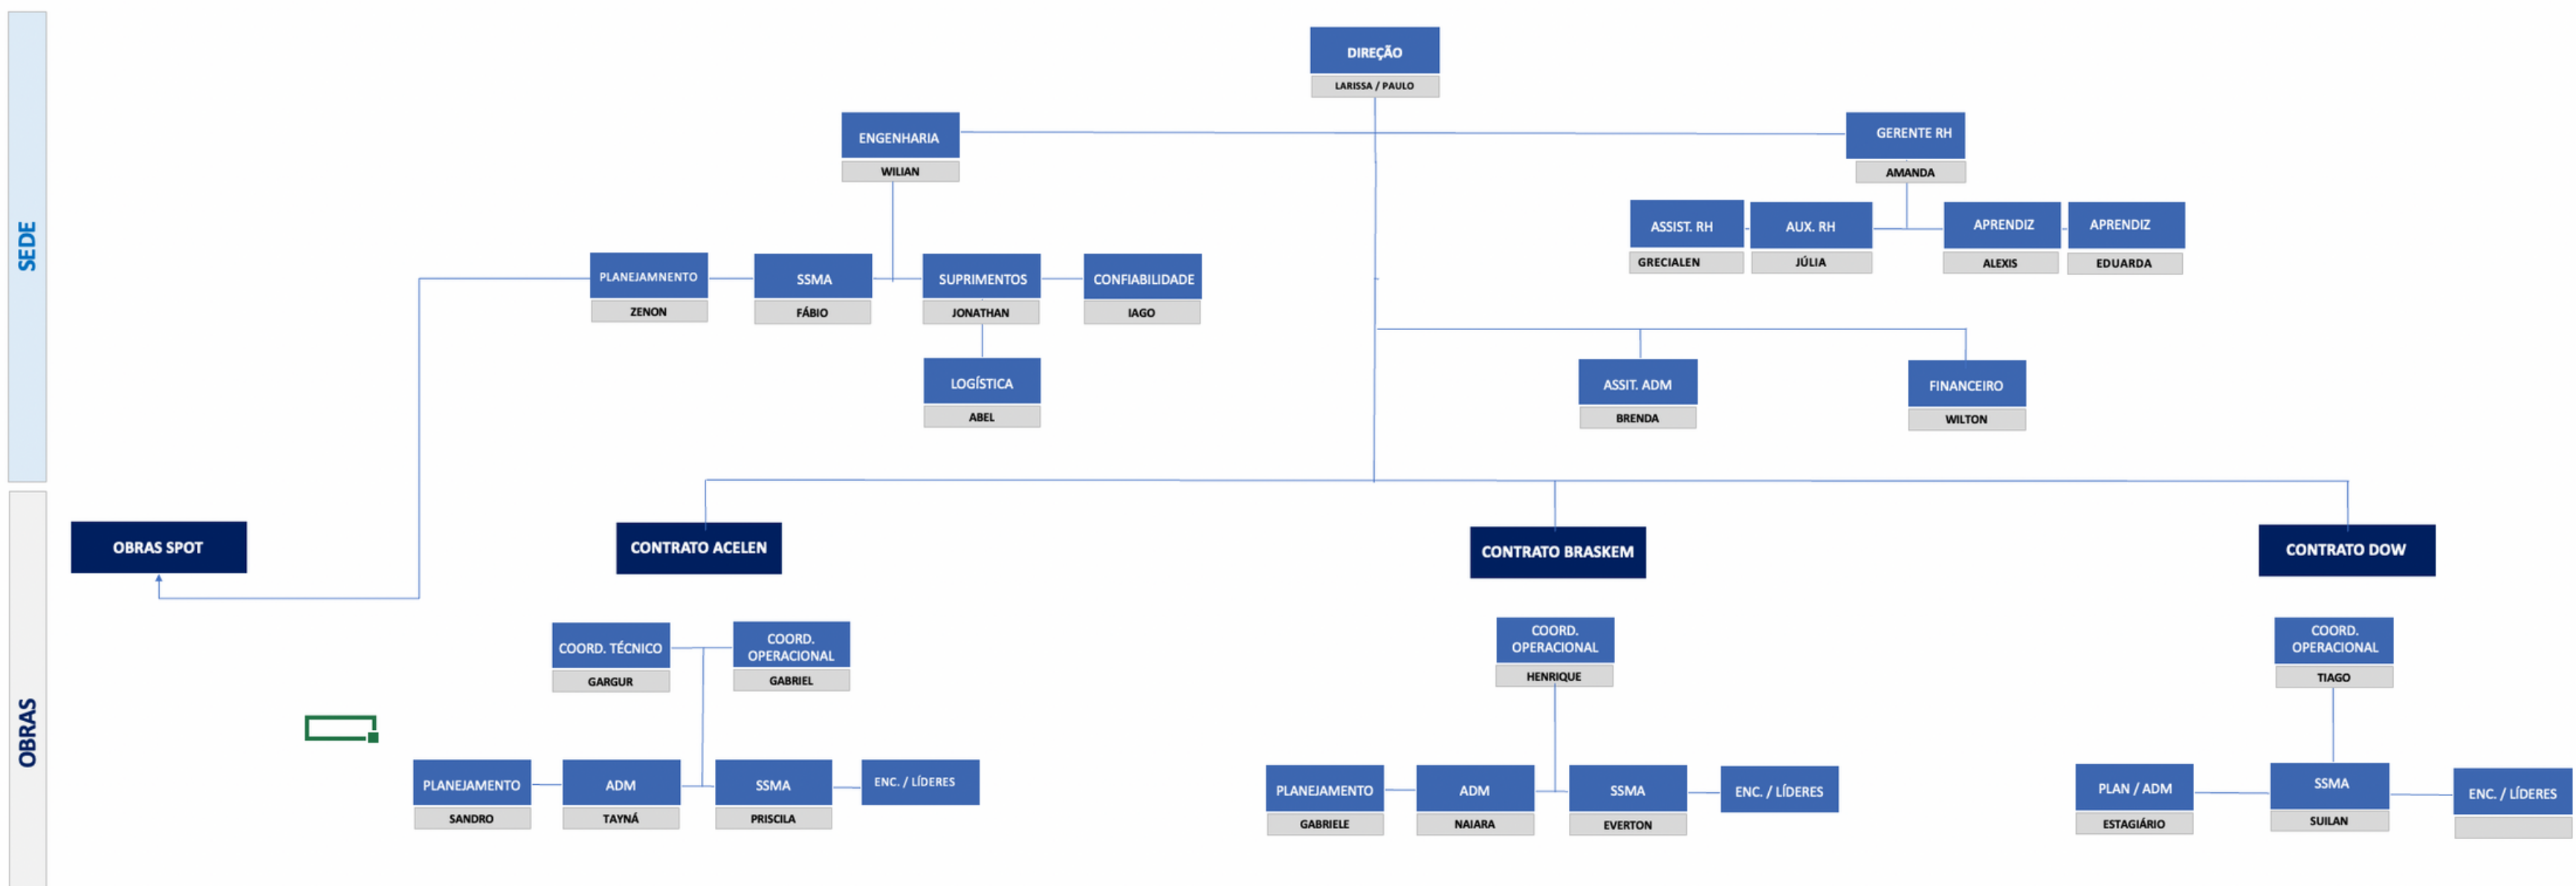 SEDE
DIREÇÃO
LARISSA / PAULO
ENGENHARIA
WILIAN
GERENTE RH
AMANDA
ASSIST. RH
GRECIALEN
AUX. RH
JÚLIA
APRENDIZ
ALEXIS
APRENDIZ
EDUARDA
PLANEJAMNENTO
ZENON
SSMA
FÁBIO
SUPRIMENTOS
JONATHAN
CONFIABILIDADE
IAGO
LOGÍSTICA
ABEL
ASSIT. ADM
BRENDA
FINANCEIRO
WILTON
OBRAS
OBRAS SPOT
CONTRATO ACELEN
CONTRATO BRASKEM
CONTRATO DOW
COORD. TÉCNICO
GARGUR
COORD.
OPERACIONAL
GABRIEL
COORD.
OPERACIONAL
HENRIQUE
COORD.
OPERACIONAL
TIAGO
PLANEJAMENTO
SANDRO
ADM
TAYNÁ
SSMA
PRISCILA
ENC. / LÍDERES
PLANEJAMENTO
GABRIELE
ADM
NAIARA
SSMA
EVERTON
ENC. / LÍDERES
PLAN / ADM
ESTAGIÁRIO
SSMA
SUILAN
ENC. / LÍDERES